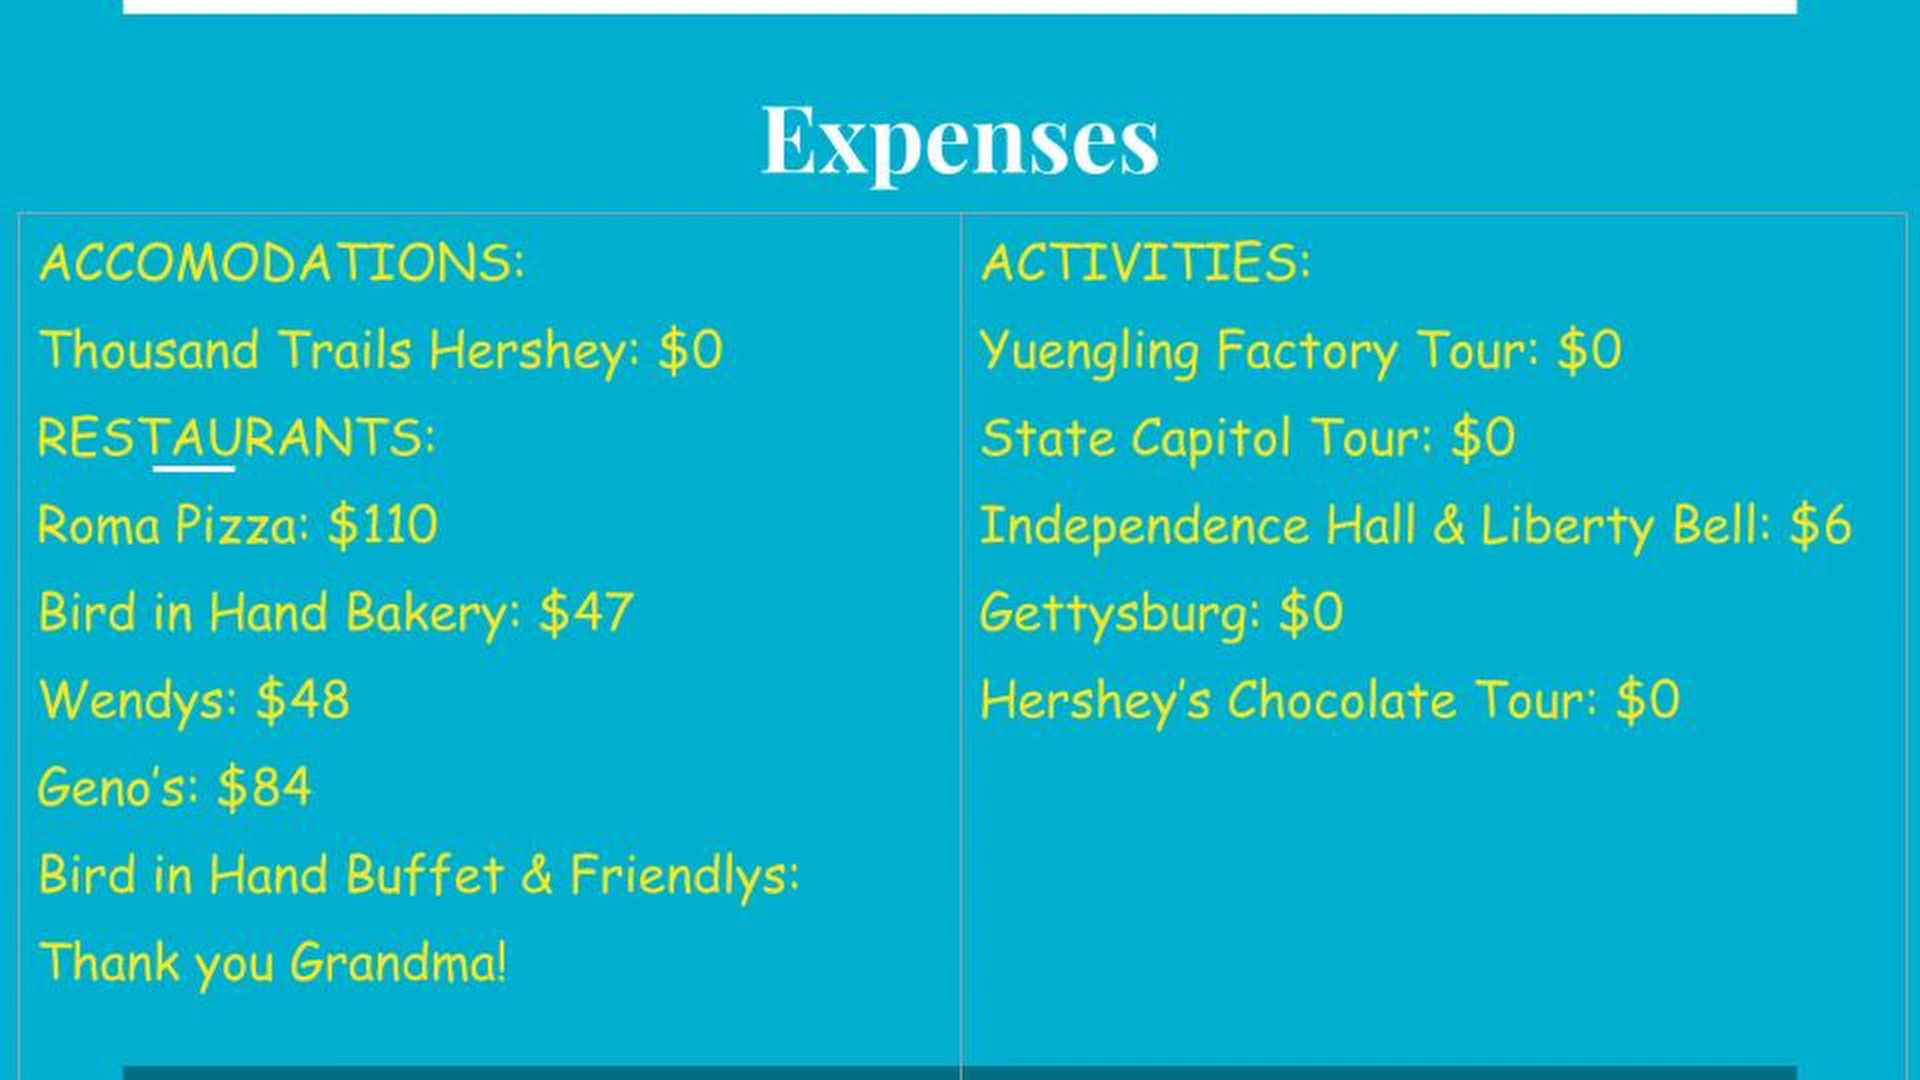 Expenses
ACCOMODATIONS:
Thousand Trails Hershey: $0
RESTAURANTS:
Roma Pizza: $110
Bird in Hand Bakery: $47
Wendys: $48
Geno's: $84
Bird in Hand Buffet & Friendlys:
Thank you Grandma!
ACTIVITIES:
Yuengling Factory Tour: $0
State Capitol Tour: $0
Independence Hall & Liberty Bell: $6
Gettysburg: $0
Hershey's Chocolate Tour: $0